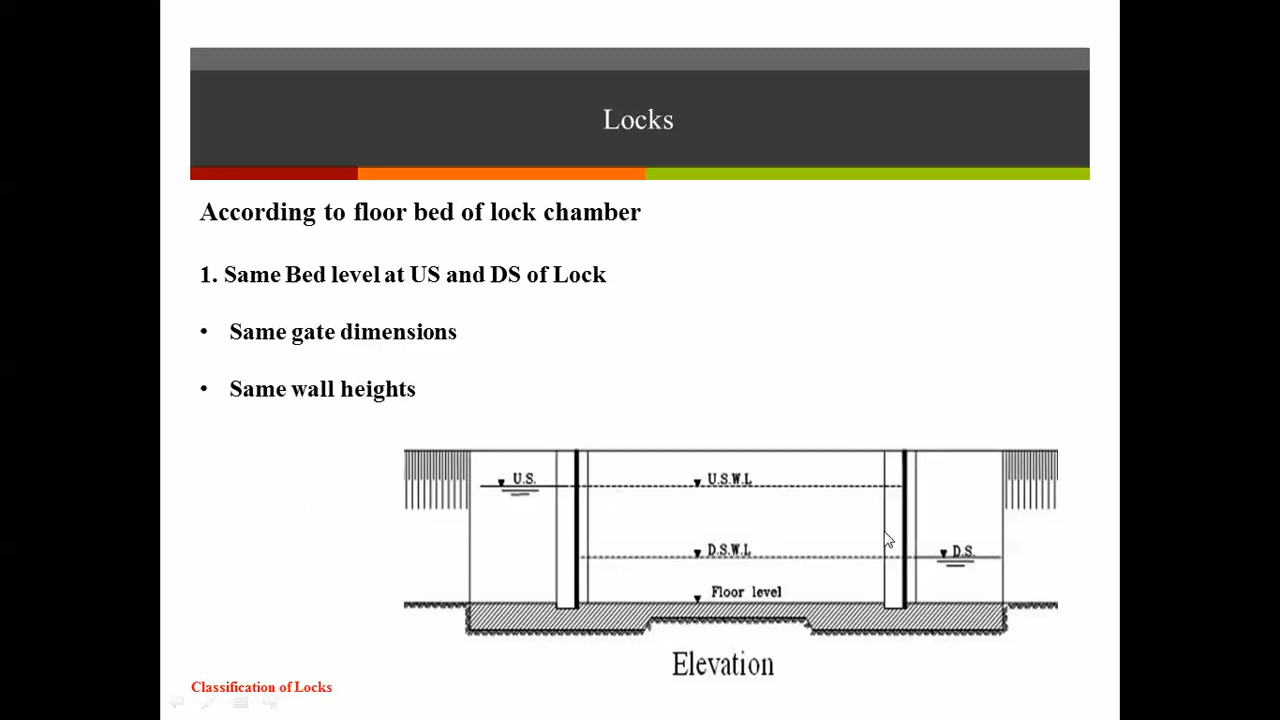 Locks
According to floor bed of lock chamber
1. Same Bed level at US and DS of Lock
• Same gate dimensions
• Same wall heights
U.S.
U.S.W.L
D.S.W.L
D.S.
Floor level
Elevation
Classification of Locks